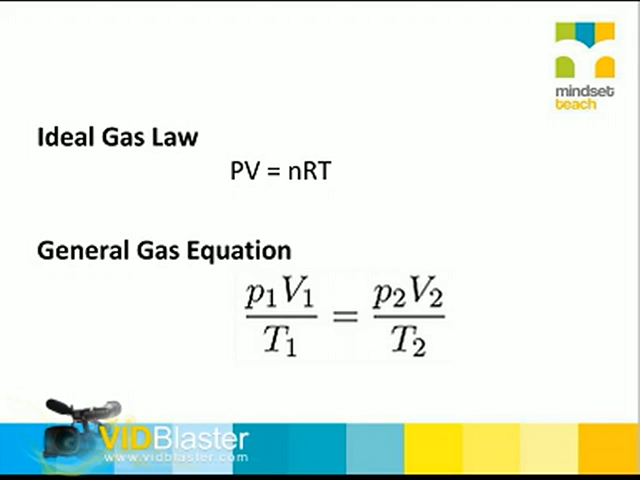 mindset
teach
Ideal Gas Law
PV = nRT
General Gas Equation
p₁V₁/T₁ = p₂V₂/T₂
VIDBlaster
www.vidblaster.com